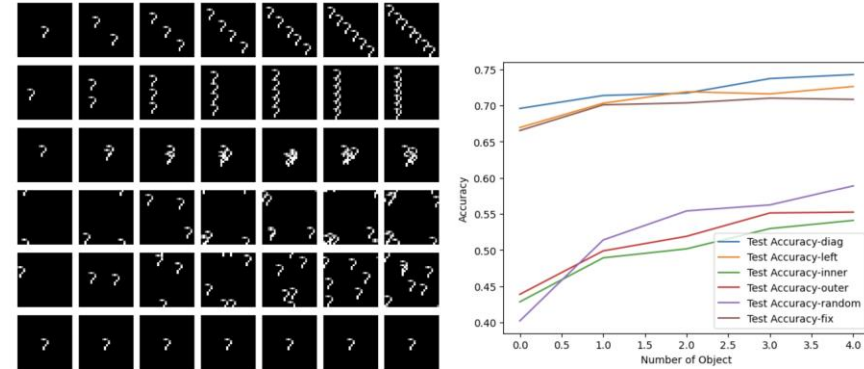 0.75
0.70
0.65
0.60
0.55
0.50
0.45
0.40
Accuracy
Test Accuracy-diag
Test Accuracy-left
Test Accuracy-inner
Test Accuracy-outer
Test Accuracy-random
Test Accuracy-fix
0.0 0.5 1.0 1.5 2.0 2.5 3.0 3.5 4.0
Number of Object